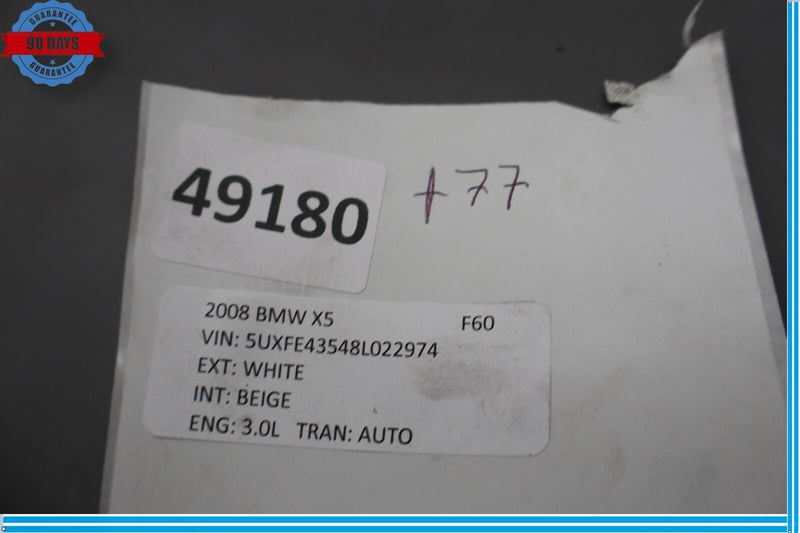 GUARANTEE
90 DAYS
GUARANTEE
49180
177
2008 BMW X5 F60
VIN: 5UXFE43548L022974
EXT: WHITE
INT: BEIGE
ENG: 3.0L TRAN: AUTO